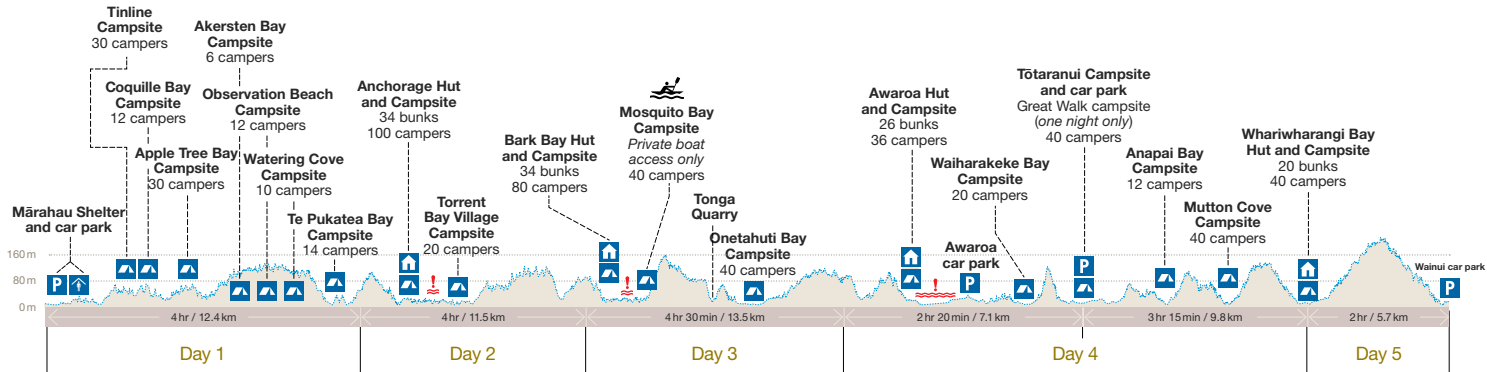 Tinline
Campsite
30 campers
Akersten Bay
Campsite
6 campers
Coquille Bay
Campsite
12 campers
Observation Beach
Campsite
12 campers
Apple Tree Bay
Campsite
30 campers
Watering Cove
Campsite
10 campers
Mārahau Shelter
and car park
Te Pukatea Bay
Campsite
14 campers
Anchorage Hut
and Campsite
34 bunks
100 campers
Torrent
Bay Village
Campsite
20 campers
Bark Bay Hut
and Campsite
34 bunks
80 campers
Mosquito Bay
Campsite
Private boat
access only
40 campers
Tonga
Quarry
Onetahuti Bay
Campsite
40 campers
Awaroa Hut
and Campsite
26 bunks
36 campers
Awaroa
car park
Waiharakeke Bay
Campsite
20 campers
Tōtaranui Campsite
and car park
Great Walk campsite
(one night only)
40 campers
Anapai Bay
Campsite
12 campers
Mutton Cove
Campsite
40 campers
Whariwharangi Bay
Hut and Campsite
20 bunks
40 campers
Wainui car park
160 m
80 m
0 m
P
!
!
!
P
P
P
4 hr / 12.4 km
4 hr / 11.5 km
4 hr 30 min / 13.5 km
2 hr 20 min / 7.1 km
3 hr 15 min / 9.8 km
2 hr / 5.7 km
Day 1
Day 2
Day 3
Day 4
Day 5